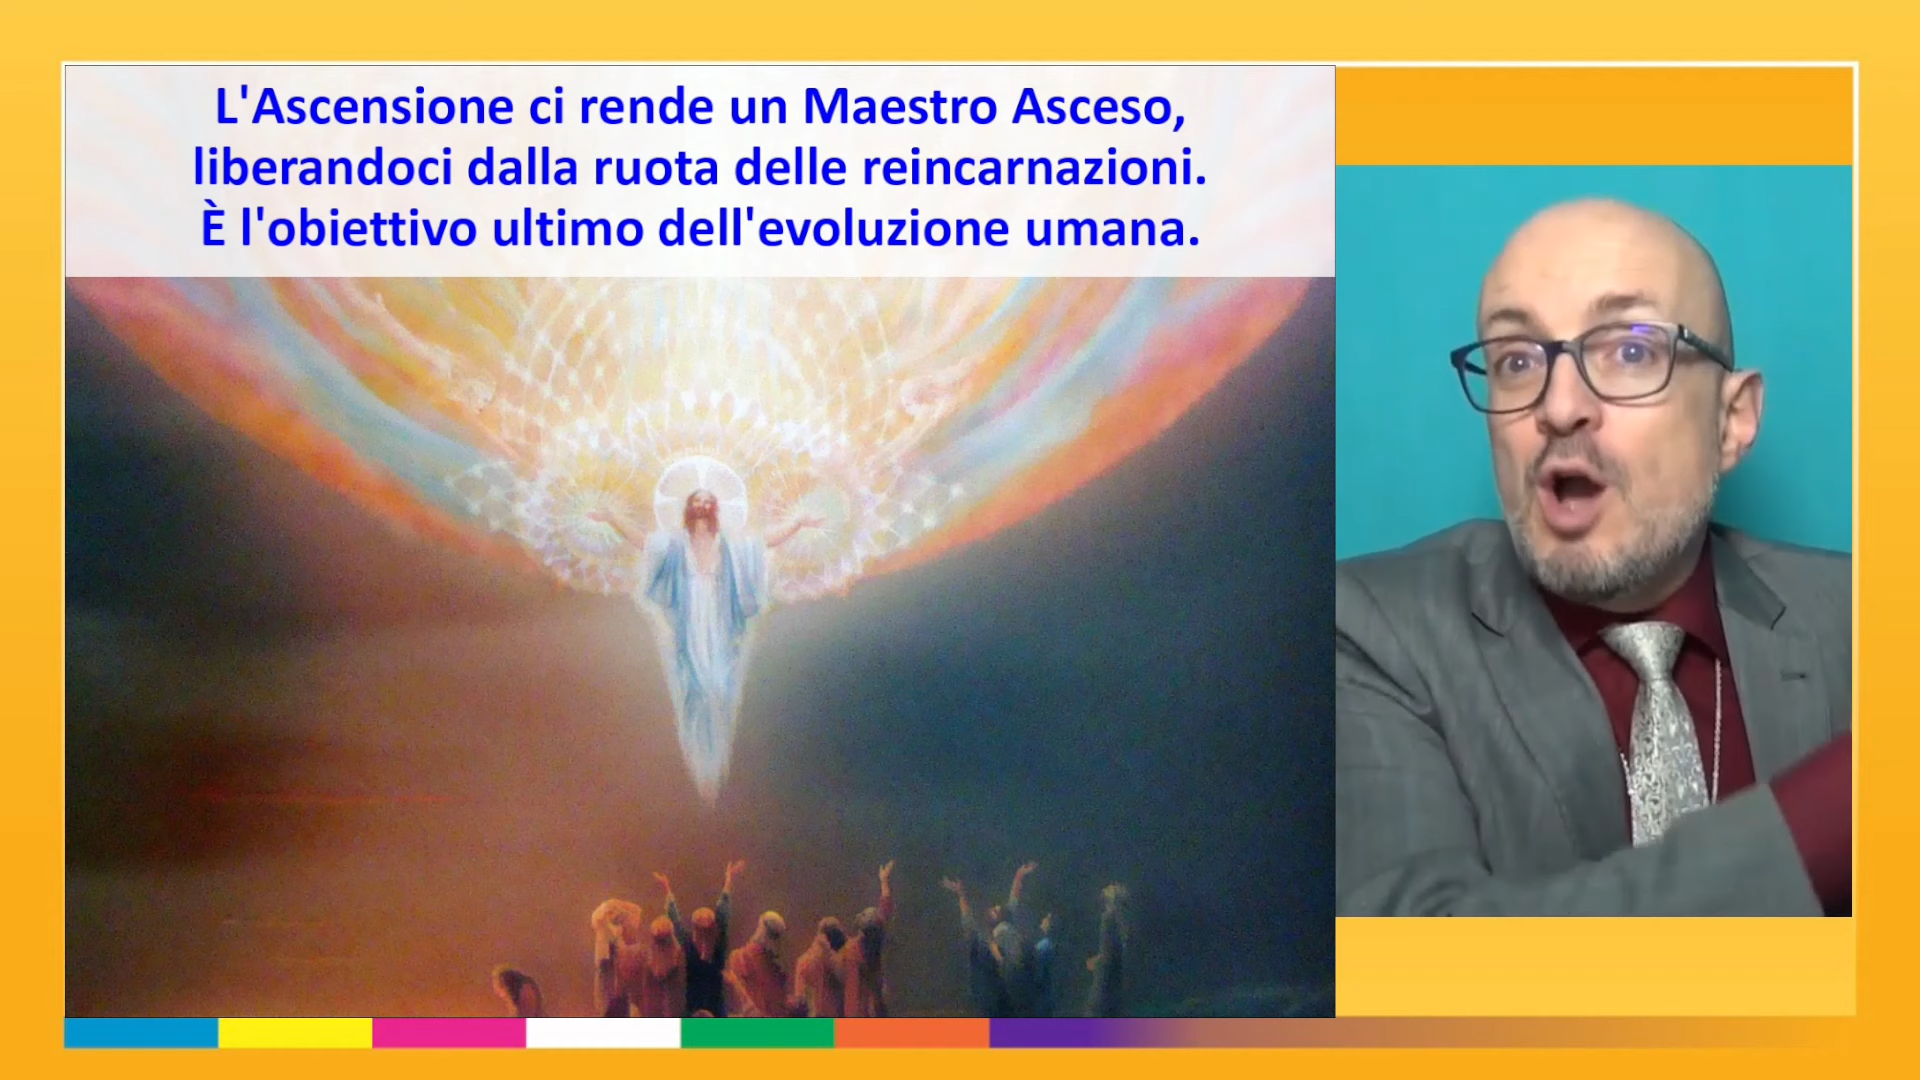 L'Ascensione ci rende un Maestro Asceso,
liberandoci dalla ruota delle reincarnazioni.
È l'obiettivo ultimo dell'evoluzione umana.